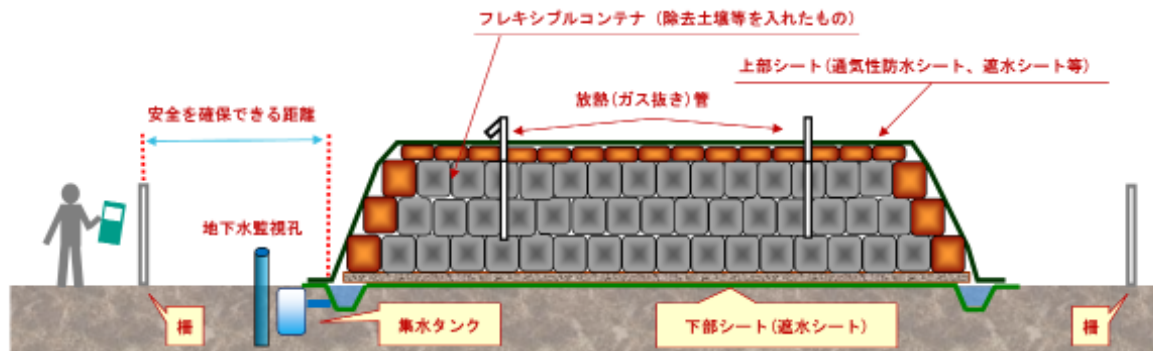 フレキシブルコンテナ（除去土壌等を入れたもの）
上部シート(通気性防水シート、遮水シート等)
放熱(ガス抜き)管
安全を確保できる距離
地下水監視孔
柵
集水タンク
下部シート(遮水シート)
柵